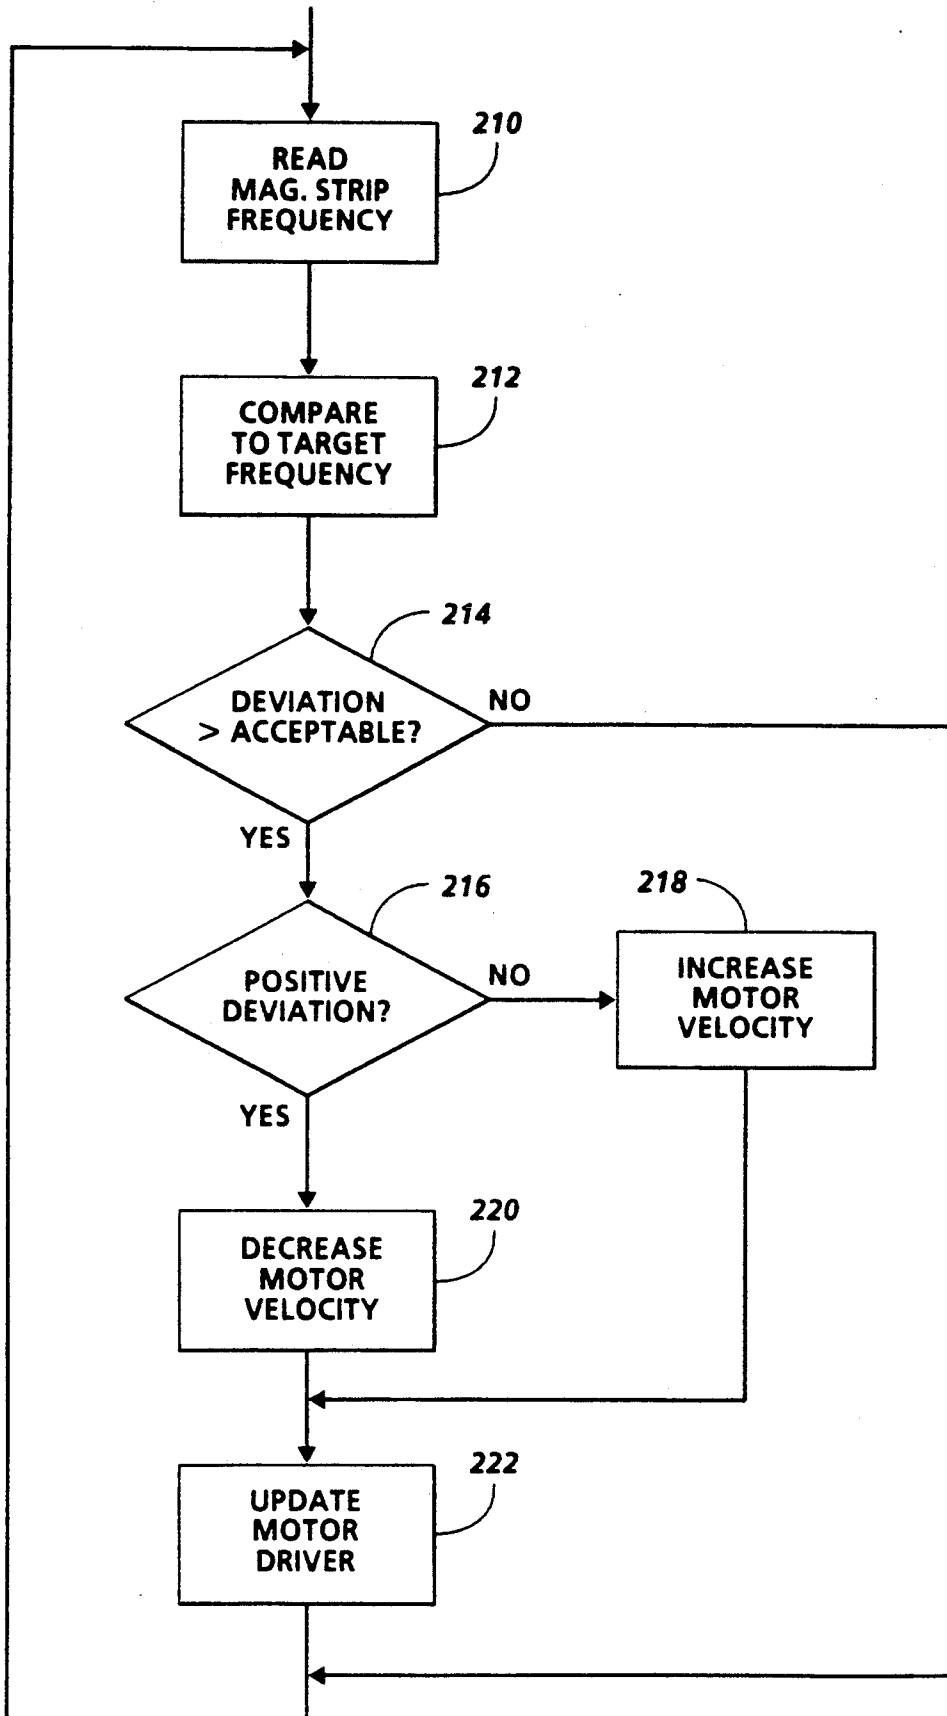 210
READ
MAG. STRIP
FREQUENCY
212
COMPARE
TO TARGET
FREQUENCY
214
DEVIATION
> ACCEPTABLE?
NO
YES
216
218
POSITIVE
DEVIATION?
NO
INCREASE
MOTOR
VELOCITY
YES
220
DECREASE
MOTOR
VELOCITY
222
UPDATE
MOTOR
DRIVER